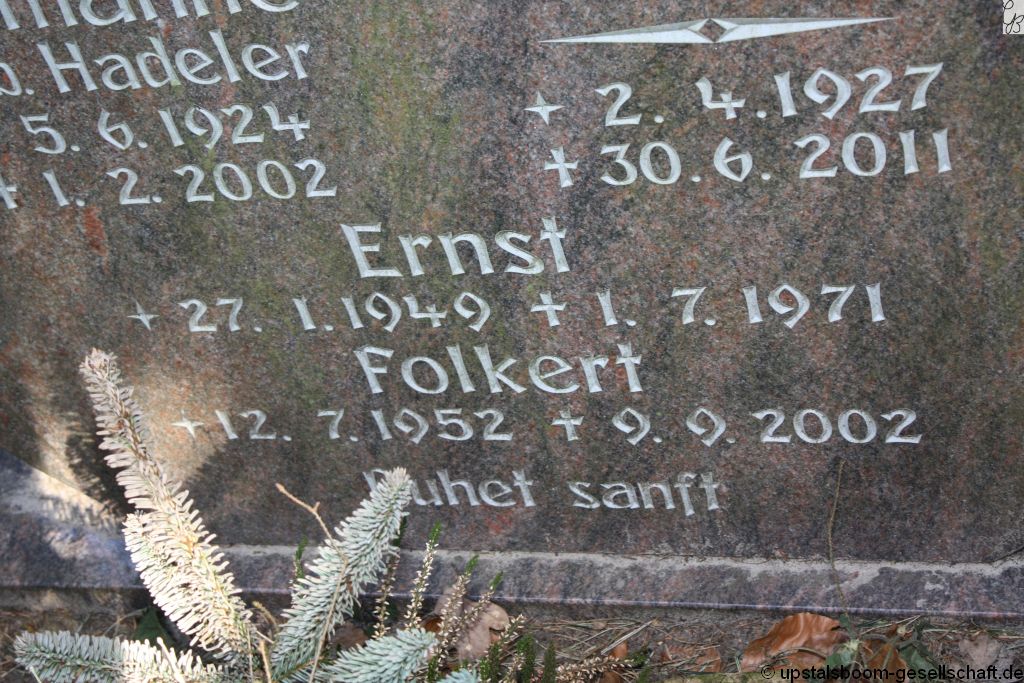 b. Hadeler
5. 6. 1924
✝ 1. 2. 2002
✦ 2. 4. 1927
✝ 30. 6. 2011
Ernst
✦ 27. 1. 1949 ✝ 1. 7. 1971
Folkert
✦ 12. 7. 1952 ✝ 9. 9. 2002
Ruhet sanft
© upstalsboom-gesellschaft.de